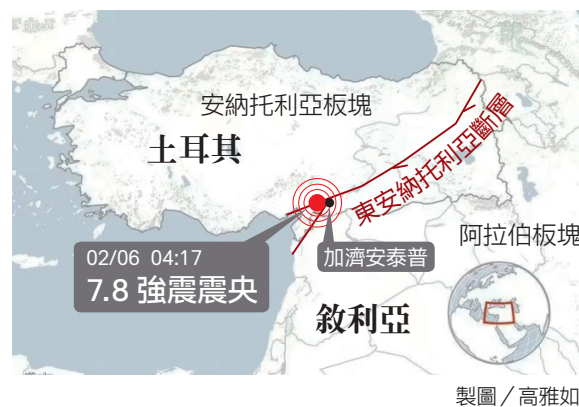 安納托利亞板塊
土耳其
東安納托利亞斷層
阿拉伯板塊
02/06 04:17
7.8 強震震央
加濟安泰普
敘利亞
製圖／高雅如